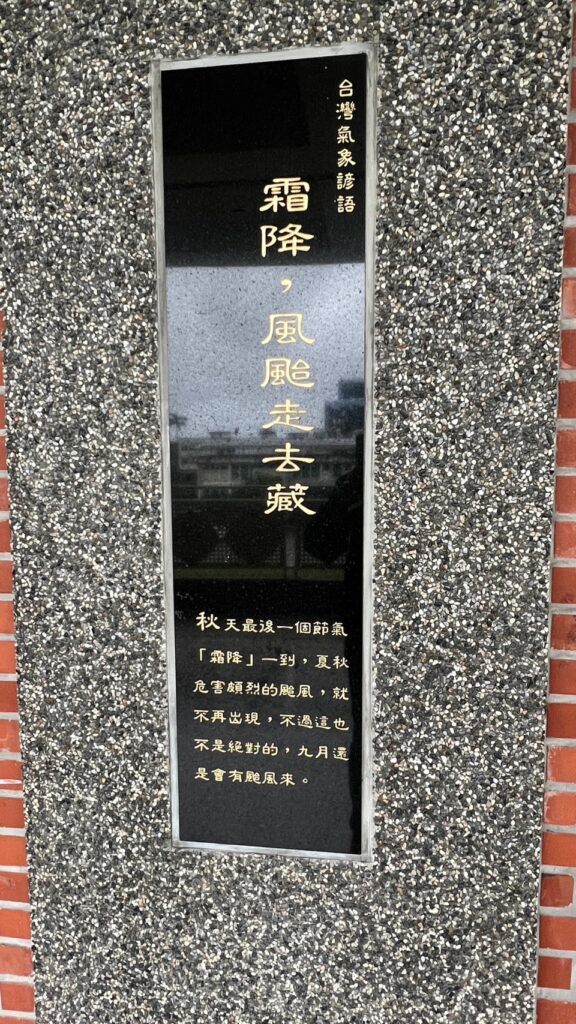 台灣氣象諺語
霜降，風颱走去藏
秋天最後一個節氣
「霜降」一到，夏秋
危害頗烈的颱風，就
不再出現，不過這也
不是絕對的，九月還
是會有颱風來。